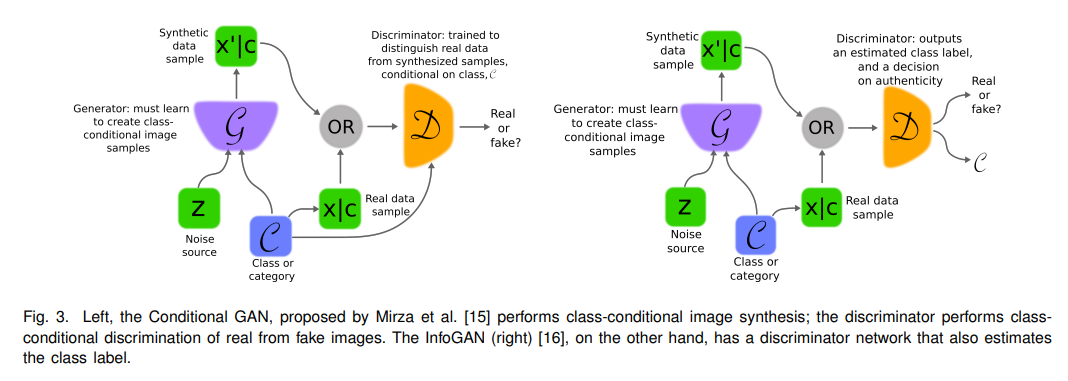 Synthetic
data
sample
x'|c
Discriminator: trained to
distinguish real data
from synthesized samples,
conditional on class, C
Generator: must learn
to create class-
conditional image
samples
G
OR
D
Real
or
fake?
z
Noise
source
C
Class or
category
x|c
Real data
sample
Synthetic
data
sample
x'|c
Discriminator: outputs
an estimated class label,
and a decision
on authenticity
Generator: must learn
to create class-
conditional image
samples
G
OR
D
Real
or
fake?
C
z
Noise
source
C
Class or
category
x|c
Real data
sample
Fig. 3. Left, the Conditional GAN, proposed by Mirza et al. [15] performs class-conditional image synthesis; the discriminator performs class-
conditional discrimination of real from fake images. The InfoGAN (right) [16], on the other hand, has a discriminator network that also estimates
the class label.